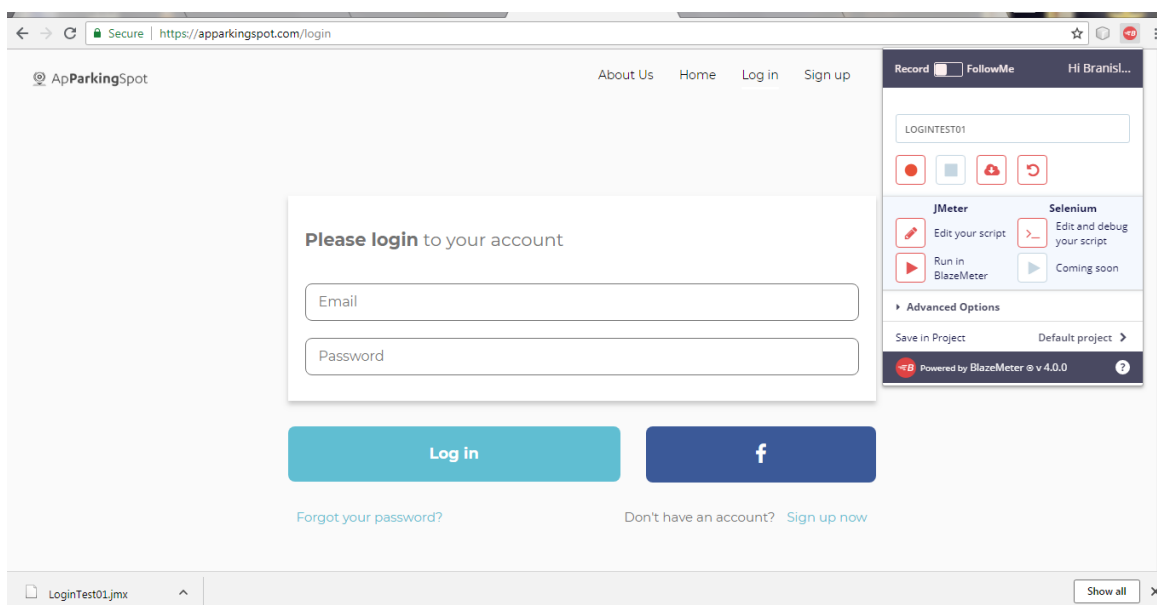 Secure | https://apparkingspot.com/login
ApParkingSpot
About Us Home Log in Sign up
Record FollowMe Hi Branisl...
LOGINTEST01
JMeter Selenium
Edit your script
Edit and debug
your script
Run in
BlazeMeter
Coming soon
Advanced Options
Save in Project Default project
B Powered by BlazeMeter ® v 4.0.0 ?
Please login to your account
Email
Password
Log in f
Forgot your password? Don't have an account? Sign up now
LoginTest01.jmx Show all